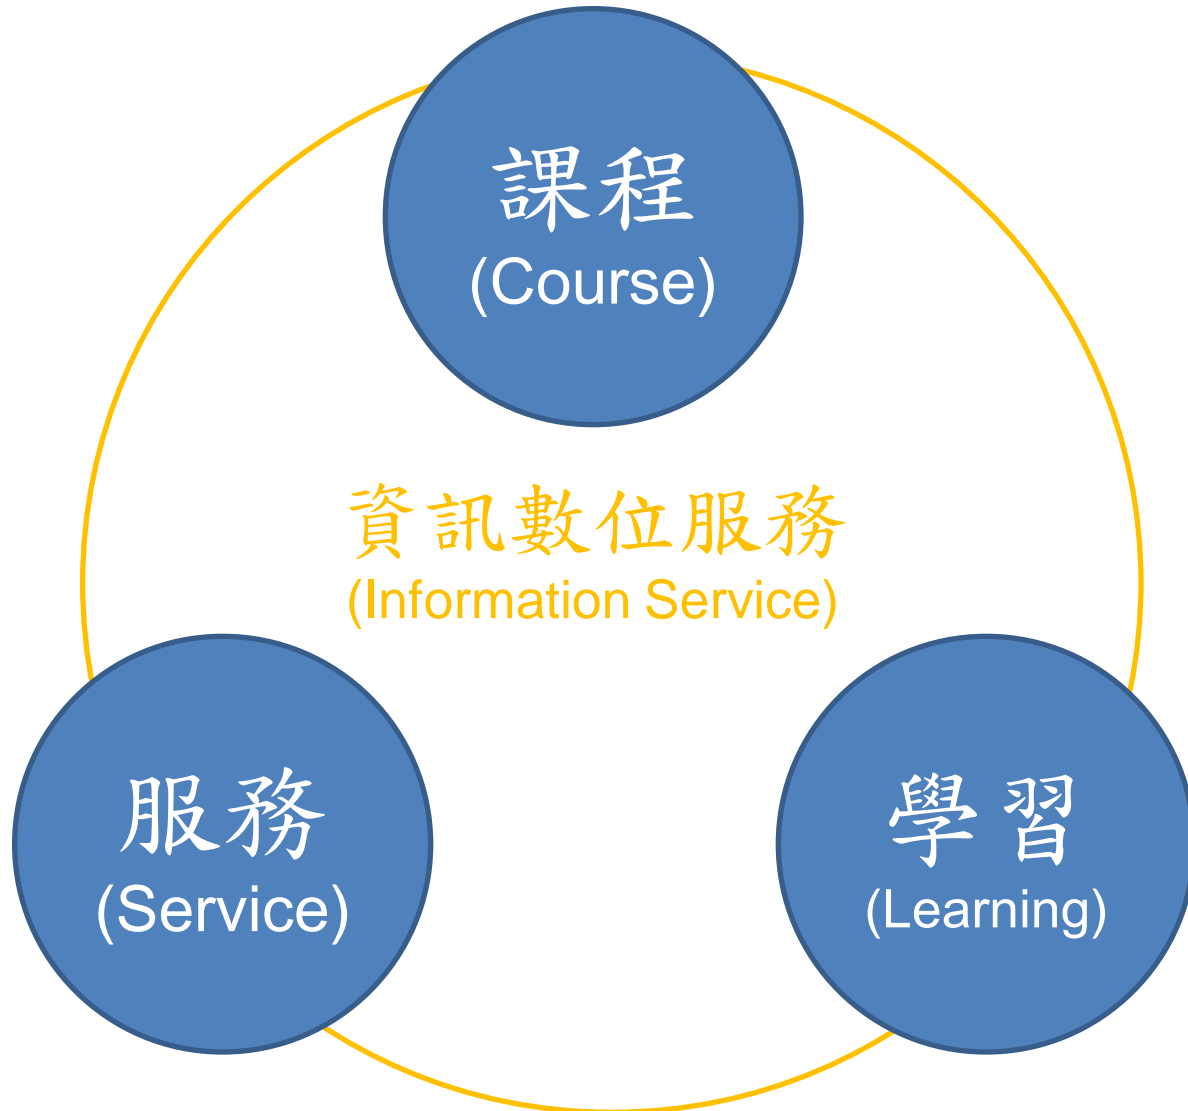 課程
(Course)
資訊數位服務
(Information Service)
服務
(Service)
學習
(Learning)